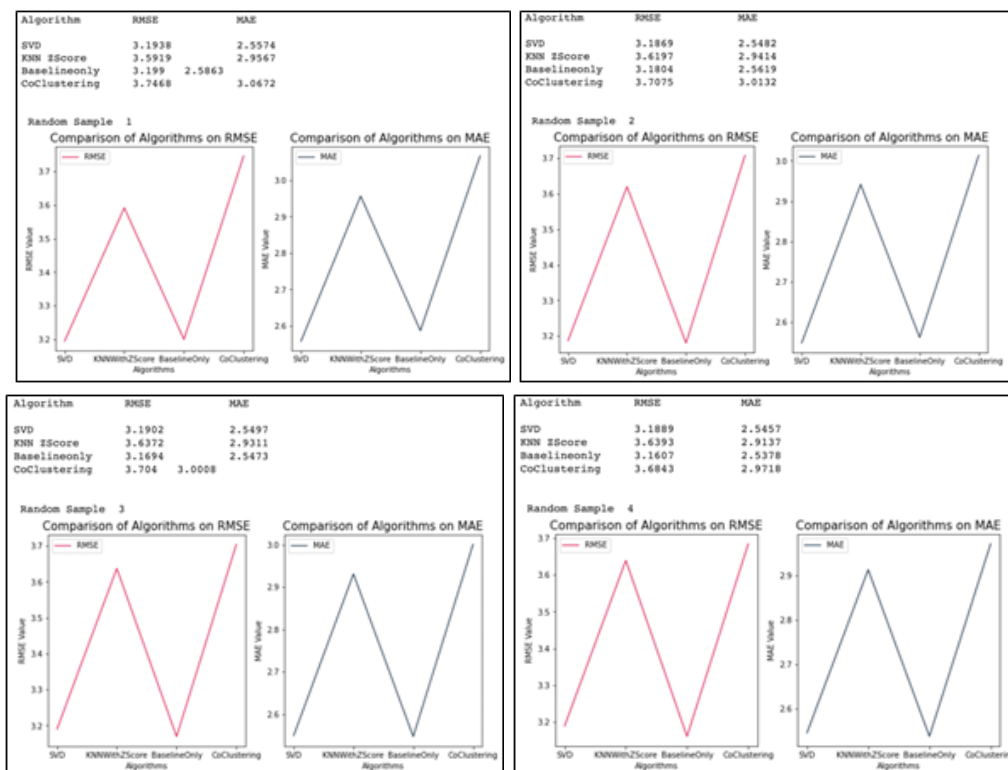 Algorithm RMSE MAE
SVD 3.1938 2.5574
KNN ZScore 3.5919 2.9567
Baselineonly 3.199 2.5863
CoClustering 3.7468 3.0672
Random Sample 1
Comparison of Algorithms on RMSE
RMSE
3.7
3.6
3.5
3.4
3.3
3.2
RMSE Value
SVD KNNWithZScore BaselineOnly CoClustering
Algorithms
Comparison of Algorithms on MAE
MAE
3.0
2.9
2.8
2.7
2.6
MAE Value
SVD KNNWithZScore BaselineOnly CoClustering
Algorithms
Algorithm RMSE MAE
SVD 3.1869 2.5482
KNN ZScore 3.6197 2.9414
Baselineonly 3.1804 2.5619
CoClustering 3.7075 3.0132
Random Sample 2
Comparison of Algorithms on RMSE
RMSE
3.7
3.6
3.5
3.4
3.3
3.2
RMSE Value
SVD KNNWithZScore BaselineOnly CoClustering
Algorithms
Comparison of Algorithms on MAE
MAE
3.0
2.9
2.8
2.7
2.6
MAE Value
SVD KNNWithZScore BaselineOnly CoClustering
Algorithms
Algorithm RMSE MAE
SVD 3.1902 2.5497
KNN ZScore 3.6372 2.9311
Baselineonly 3.1694 2.5473
CoClustering 3.704 3.0008
Random Sample 3
Comparison of Algorithms on RMSE
RMSE
3.7
3.6
3.5
3.4
3.3
3.2
RMSE Value
SVD KNNWithZScore BaselineOnly CoClustering
Algorithms
Comparison of Algorithms on MAE
MAE
3.0
2.9
2.8
2.7
2.6
MAE Value
SVD KNNWithZScore BaselineOnly CoClustering
Algorithms
Algorithm RMSE MAE
SVD 3.1889 2.5457
KNN ZScore 3.6393 2.9137
Baselineonly 3.1607 2.5378
CoClustering 3.6843 2.9718
Random Sample 4
Comparison of Algorithms on RMSE
RMSE
3.7
3.6
3.5
3.4
3.3
3.2
RMSE Value
SVD KNNWithZScore BaselineOnly CoClustering
Algorithms
Comparison of Algorithms on MAE
MAE
2.9
2.8
2.7
2.6
MAE Value
SVD KNNWithZScore BaselineOnly CoClustering
Algorithms